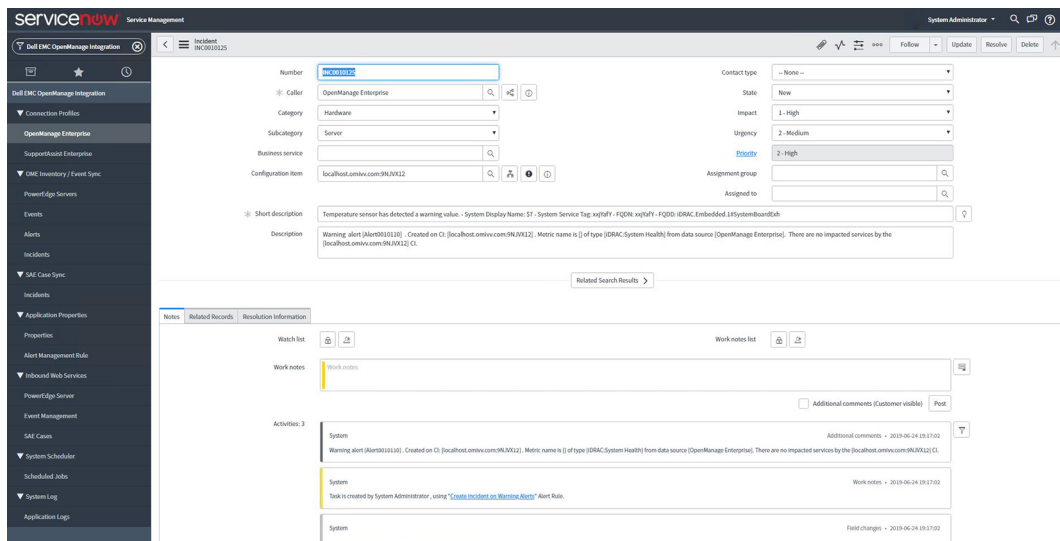 servicenow Service Management
System Administrator
Dell EMC OpenManage Integration
Dell EMC OpenManage Integration
Connection Profiles
OpenManage Enterprise
SupportAssist Enterprise
OME Inventory / Event Sync
PowerEdge Servers
Events
Alerts
Incidents
SAE Case Sync
Incidents
Application Properties
Properties
Alert Management Rule
Inbound Web Services
PowerEdge Server
Event Management
SAE Cases
System Scheduler
Scheduled Jobs
System Log
Application Logs
Incident
INC0010125
Follow
Update
Resolve
Delete
Number INC0010125
Caller OpenManage Enterprise
Category Hardware
Subcategory Server
Business service
Configuration item localhost.omivv.com:9NJVX12
Contact type -- None --
State New
Impact 1 - High
Urgency 2 - Medium
Priority 2 - High
Assignment group
Assigned to
Short description Temperature sensor has detected a warning value. - System Display Name: S7 - System Service Tag: xxjYafY - FQDN: xxjYafY - FQDD: iDRAC.Embedded.1#SystemBoardExh
Description Warning alert [Alert0010110] . Created on CI: [localhost.omivv.com:9NJVX12] . Metric name is [] of type [iDRAC:System Health] from data source [OpenManage Enterprise]. There are no impacted services by the
[localhost.omivv.com:9NJVX12] CI.
Related Search Results
Notes
Related Records
Resolution Information
Watch list
Work notes list
Work notes Work notes
Additional comments (Customer visible)
Post
Activities: 3
System Additional comments • 2019-06-24 19:17:02
Warning alert [Alert0010110] . Created on CI: [localhost.omivv.com:9NJVX12] . Metric name is [] of type [iDRAC:System Health] from data source [OpenManage Enterprise]. There are no impacted services by the [localhost.omivv.com:9NJVX12] CI.
System Work notes • 2019-06-24 19:17:02
Task is created by System Administrator , using "Create Incident on Warning Alerts" Alert Rule.
System Field changes • 2019-06-24 19:17:02